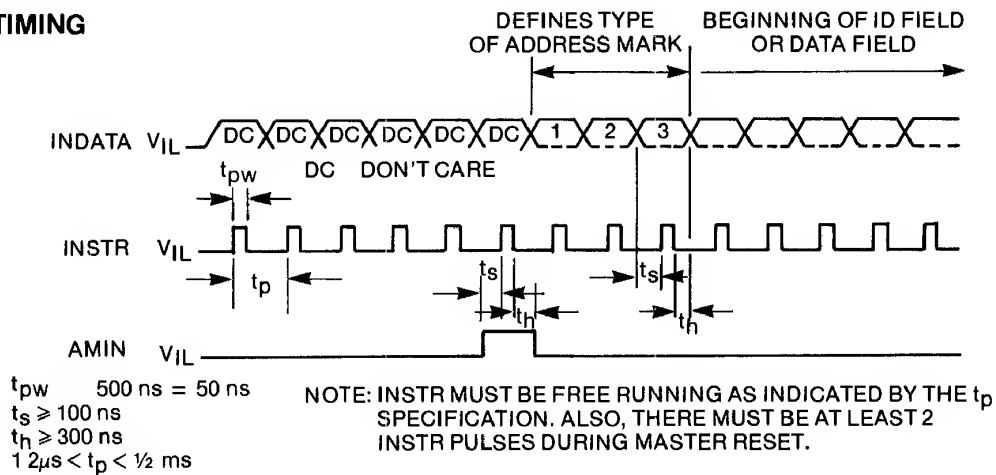 TIMING
DEFINES TYPE
OF ADDRESS MARK
BEGINNING OF ID FIELD
OR DATA FIELD
INDATA VIL DC DC DC DC DC DC 1 2 3
DC DON'T CARE
tpw
INSTR VIL
tp
ts
th
ts
th
AMIN VIL
tpw 500 ns = 50 ns
ts ⩾ 100 ns
th ⩾ 300 ns
1 2μs < tp < ½ ms
NOTE: INSTR MUST BE FREE RUNNING AS INDICATED BY THE tp
SPECIFICATION. ALSO, THERE MUST BE AT LEAST 2
INSTR PULSES DURING MASTER RESET.